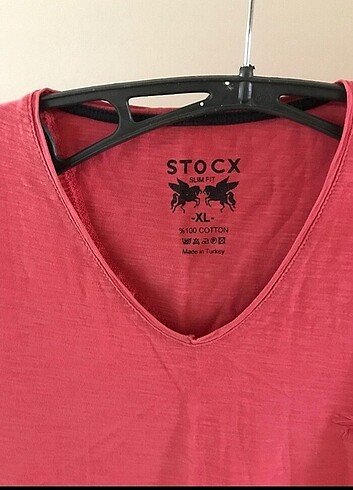 STOCX
SLIM FIT
-XL-
%100 COTTON
Made in Turkey